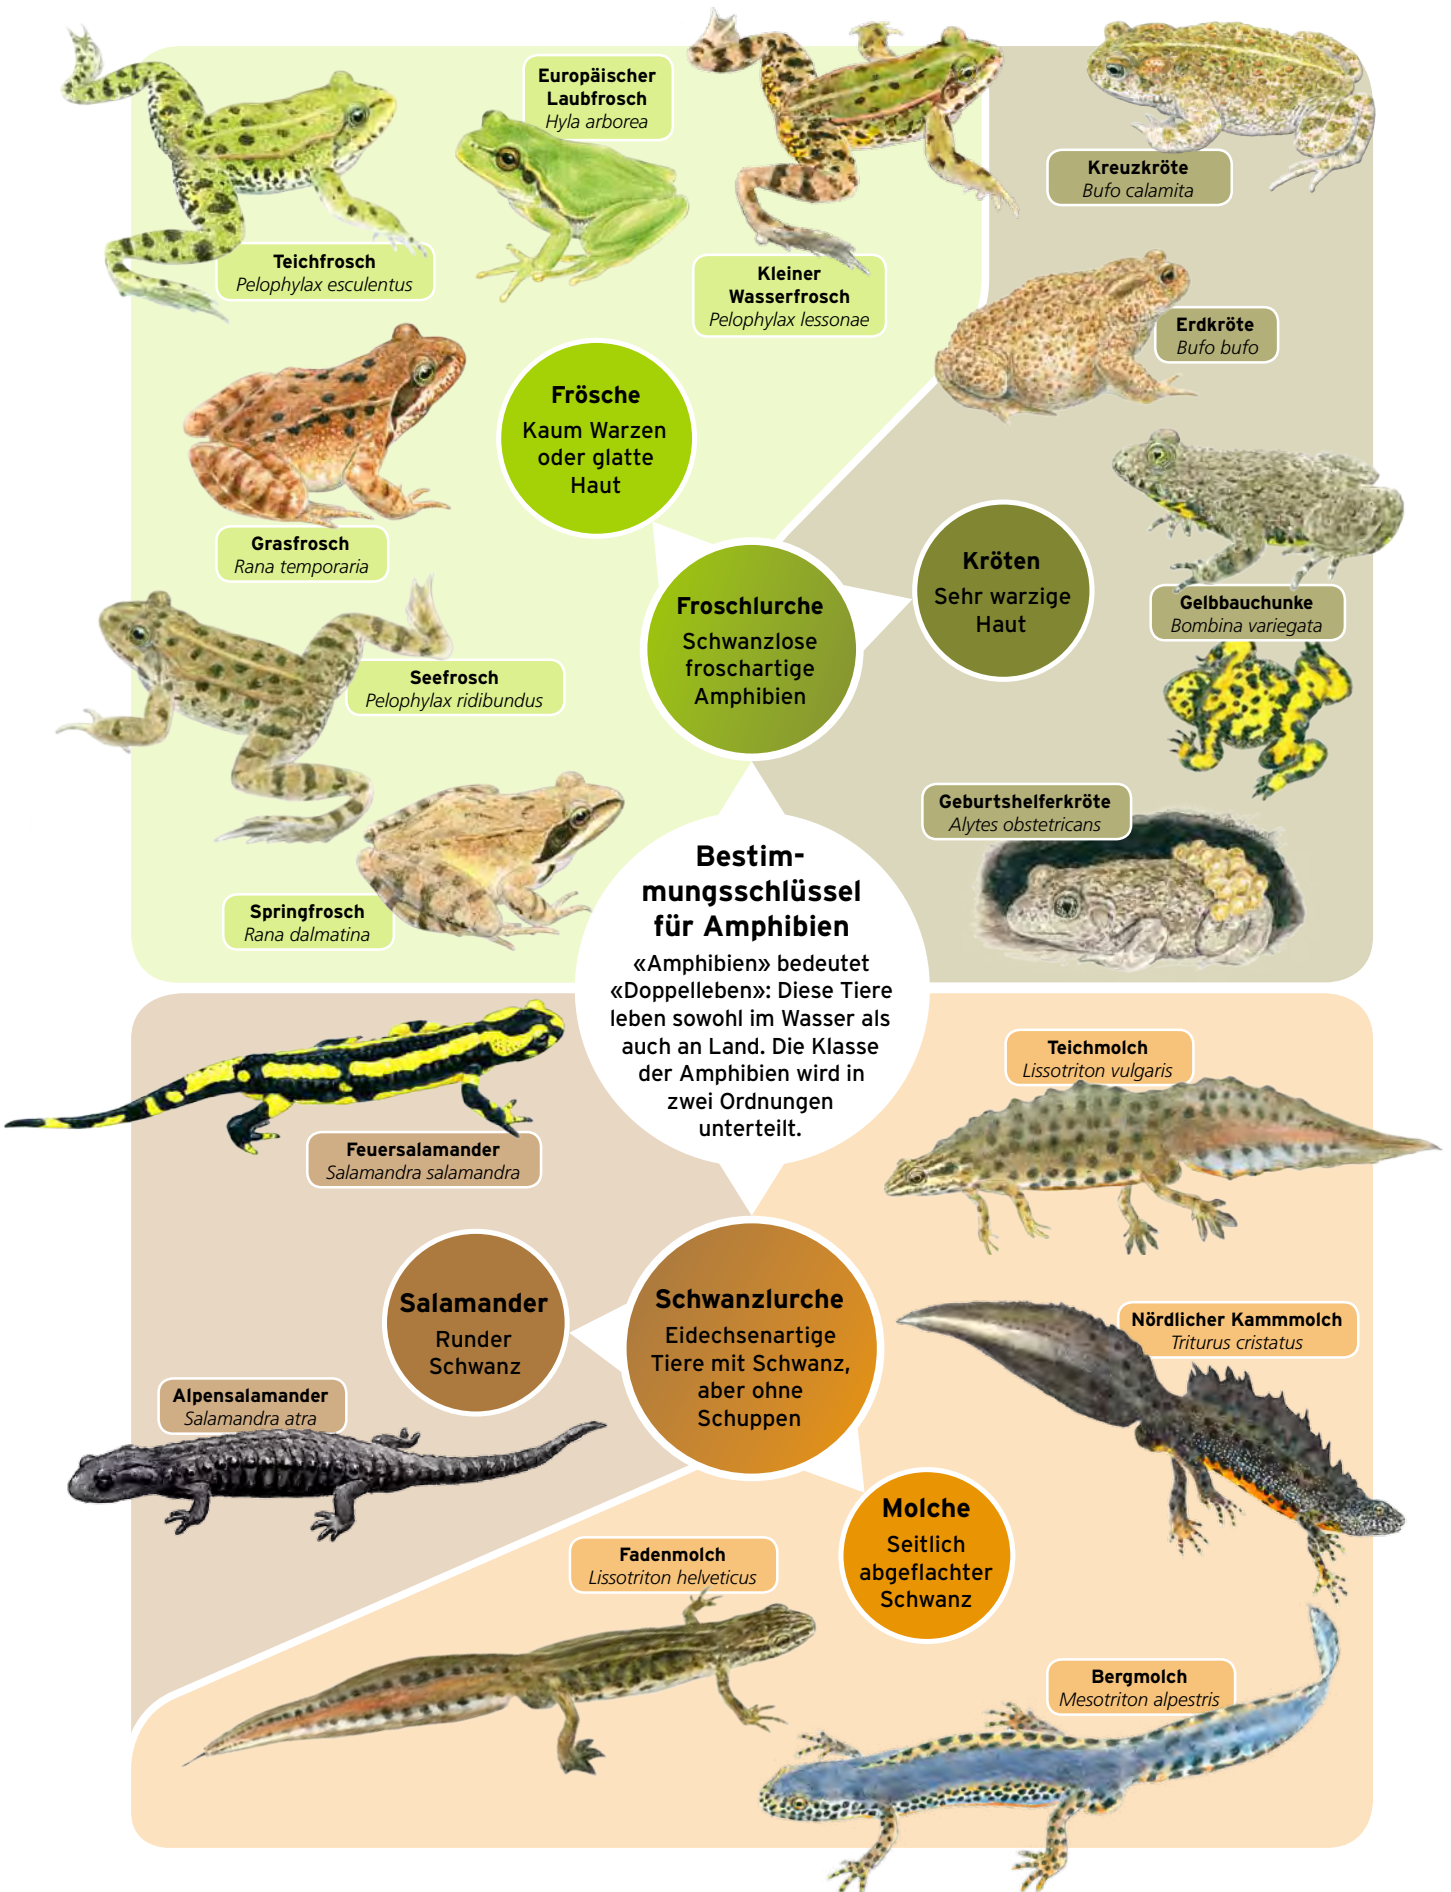 Europäischer
Laubfrosch
Hyla arborea
Kreuzkröte
Bufo calamita
Teichfrosch
Pelophylax esculentus
Kleiner
Wasserfrosch
Pelophylax lessonae
Erdkröte
Bufo bufo
Frösche
Kaum Warzen
oder glatte
Haut
Grasfrosch
Rana temporaria
Kröten
Sehr warzige
Haut
Froschlurche
Schwanzlose
froschartige
Amphibien
Gelbbauchunke
Bombina variegata
Seefrosch
Pelophylax ridibundus
Geburtshelferkröte
Alytes obstetricans
Springfrosch
Rana dalmatina
Bestim-
mungsschlüssel
für Amphibien
«Amphibien» bedeutet
«Doppelleben»: Diese Tiere
leben sowohl im Wasser als
auch an Land. Die Klasse
der Amphibien wird in
zwei Ordnungen
unterteilt.
Teichmolch
Lissotriton vulgaris
Feuersalamander
Salamandra salamandra
Salamander
Runder
Schwanz
Schwanzlurche
Eidechsenartige
Tiere mit Schwanz,
aber ohne
Schuppen
Nördlicher Kammmolch
Triturus cristatus
Alpensalamander
Salamandra atra
Molche
Seitlich
abgeflachter
Schwanz
Fadenmolch
Lissotriton helveticus
Bergmolch
Mesotriton alpestris